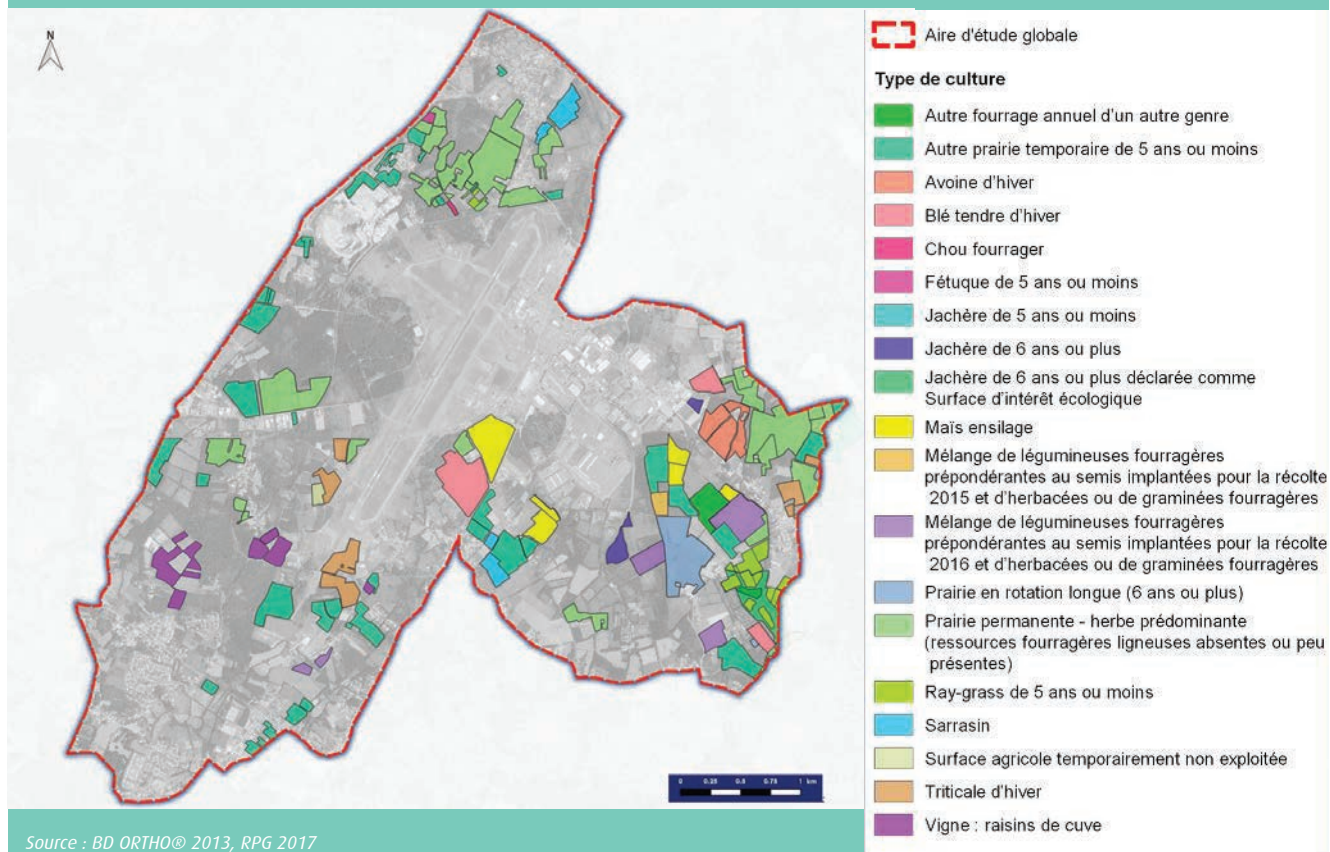 N
Aire d'étude globale
Type de culture
Autre fourrage annuel d'un autre genre
Autre prairie temporaire de 5 ans ou moins
Avoine d'hiver
Blé tendre d'hiver
Chou fourrager
Fétuque de 5 ans ou moins
Jachère de 5 ans ou moins
Jachère de 6 ans ou plus
Jachère de 6 ans ou plus déclarée comme
Surface d'intérêt écologique
Maïs ensilage
Mélange de légumineuses fourragères
prépondérantes au semis implantées pour la récolte
2015 et d'herbacées ou de graminées fourragères
Mélange de légumineuses fourragères
prépondérantes au semis implantées pour la récolte
2016 et d'herbacées ou de graminées fourragères
Prairie en rotation longue (6 ans ou plus)
Prairie permanente - herbe prédominante
(ressources fourragères ligneuses absentes ou peu
présentes)
Ray-grass de 5 ans ou moins
Sarrasin
Surface agricole temporairement non exploitée
Triticale d'hiver
Vigne : raisins de cuve
0 0,25 0,5 0,75 1 km
Source : BD ORTHO® 2013, RPG 2017